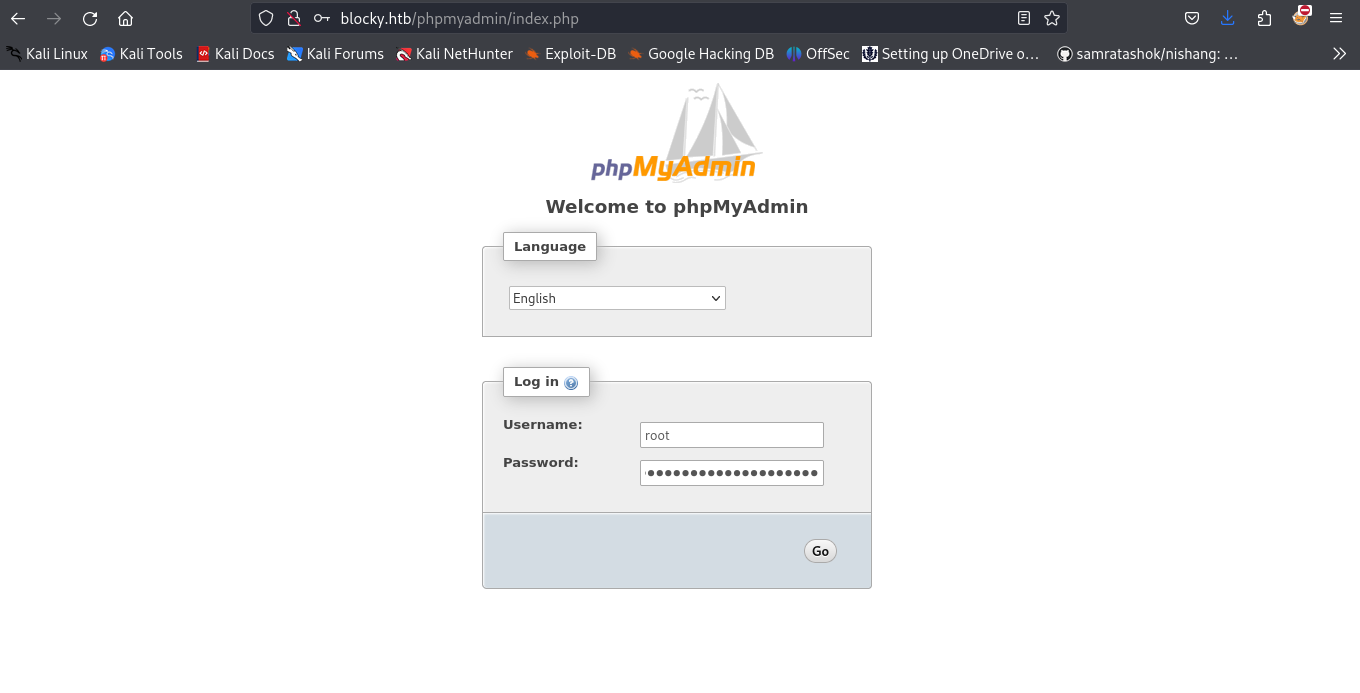 blocky.htb/phpmyadmin/index.php
Kali Linux Kali Tools Kali Docs Kali Forums Kali NetHunter Exploit-DB Google Hacking DB OffSec Setting up OneDrive o… samratashok/nishang: …
phpMyAdmin
Welcome to phpMyAdmin
Language
English
Log in
Username:
root
Password:
Go